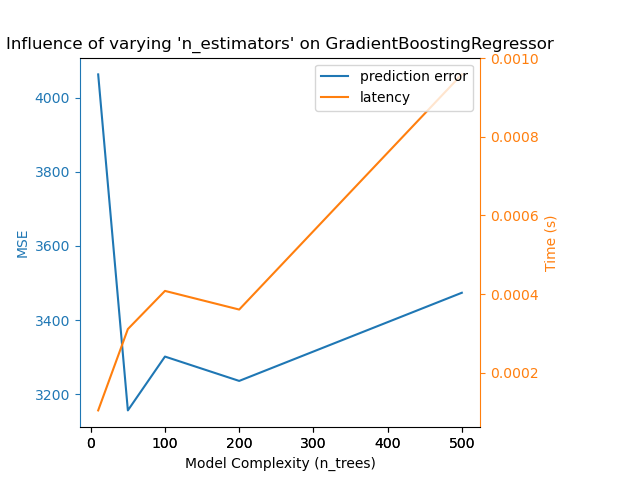 Influence of varying 'n_estimators' on GradientBoostingRegressor
prediction error
latency
4000
3800
3600
3400
3200
MSE
0.0010
0.0008
0.0006
0.0004
0.0002
Time (s)
0 100 200 300 400 500
Model Complexity (n_trees)